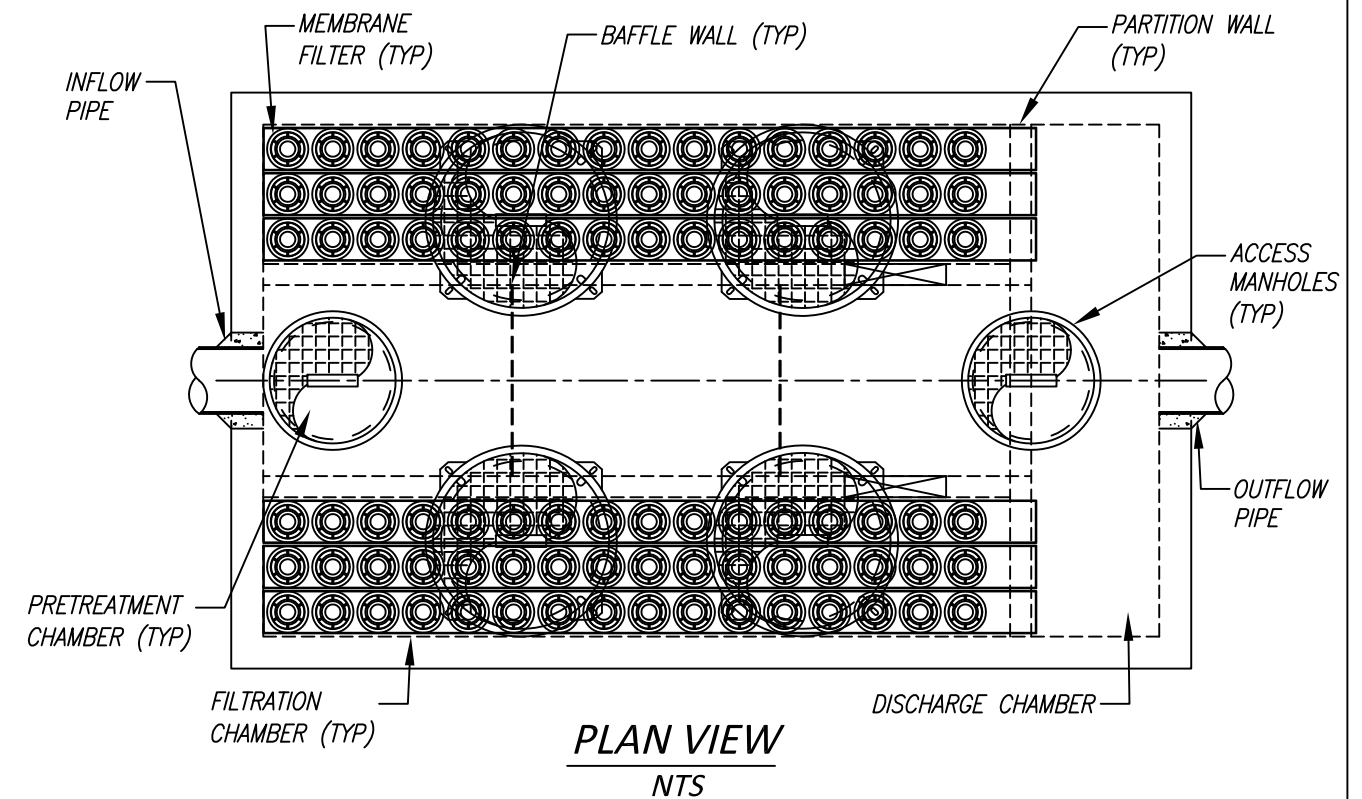 MEMBRANE
FILTER (TYP)
BAFFLE WALL (TYP)
PARTITION WALL
(TYP)
INFLOW
PIPE
ACCESS
MANHOLES
(TYP)
OUTFLOW
PIPE
PRETREATMENT
CHAMBER (TYP)
FILTRATION
CHAMBER (TYP)
DISCHARGE CHAMBER
PLAN VIEW
NTS